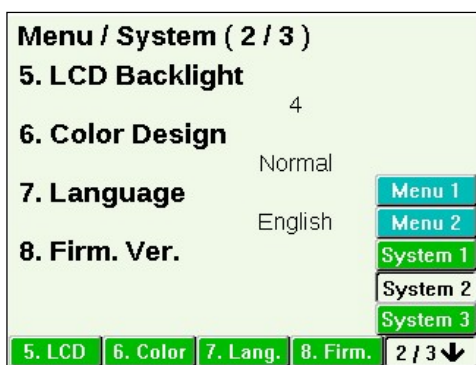 Menu / System ( 2 / 3 )
5. LCD Backlight
4
6. Color Design
Normal
7. Language
English
8. Firm. Ver.
Menu 1
Menu 2
System 1
System 2
System 3
5. LCD 6. Color 7. Lang. 8. Firm. 2 / 3 ↓